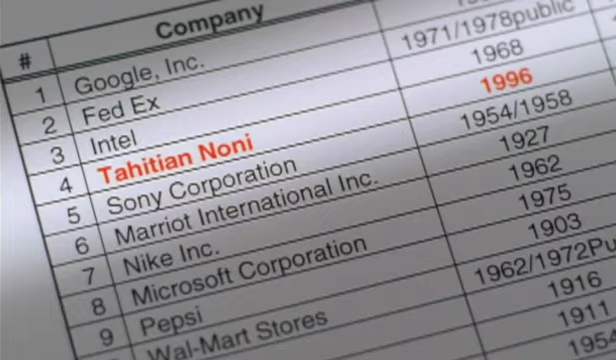 # Company
1 Google, Inc.
2 Fed Ex 1971/1978public
3 Intel 1968
4 Tahitian Noni 1996
5 Sony Corporation 1954/1958
6 Marriot International Inc. 1927
7 Nike Inc. 1962
8 Microsoft Corporation 1975
9 Pepsi 1903
Wal-Mart Stores 1962/1972Pu
1916
1911
1954